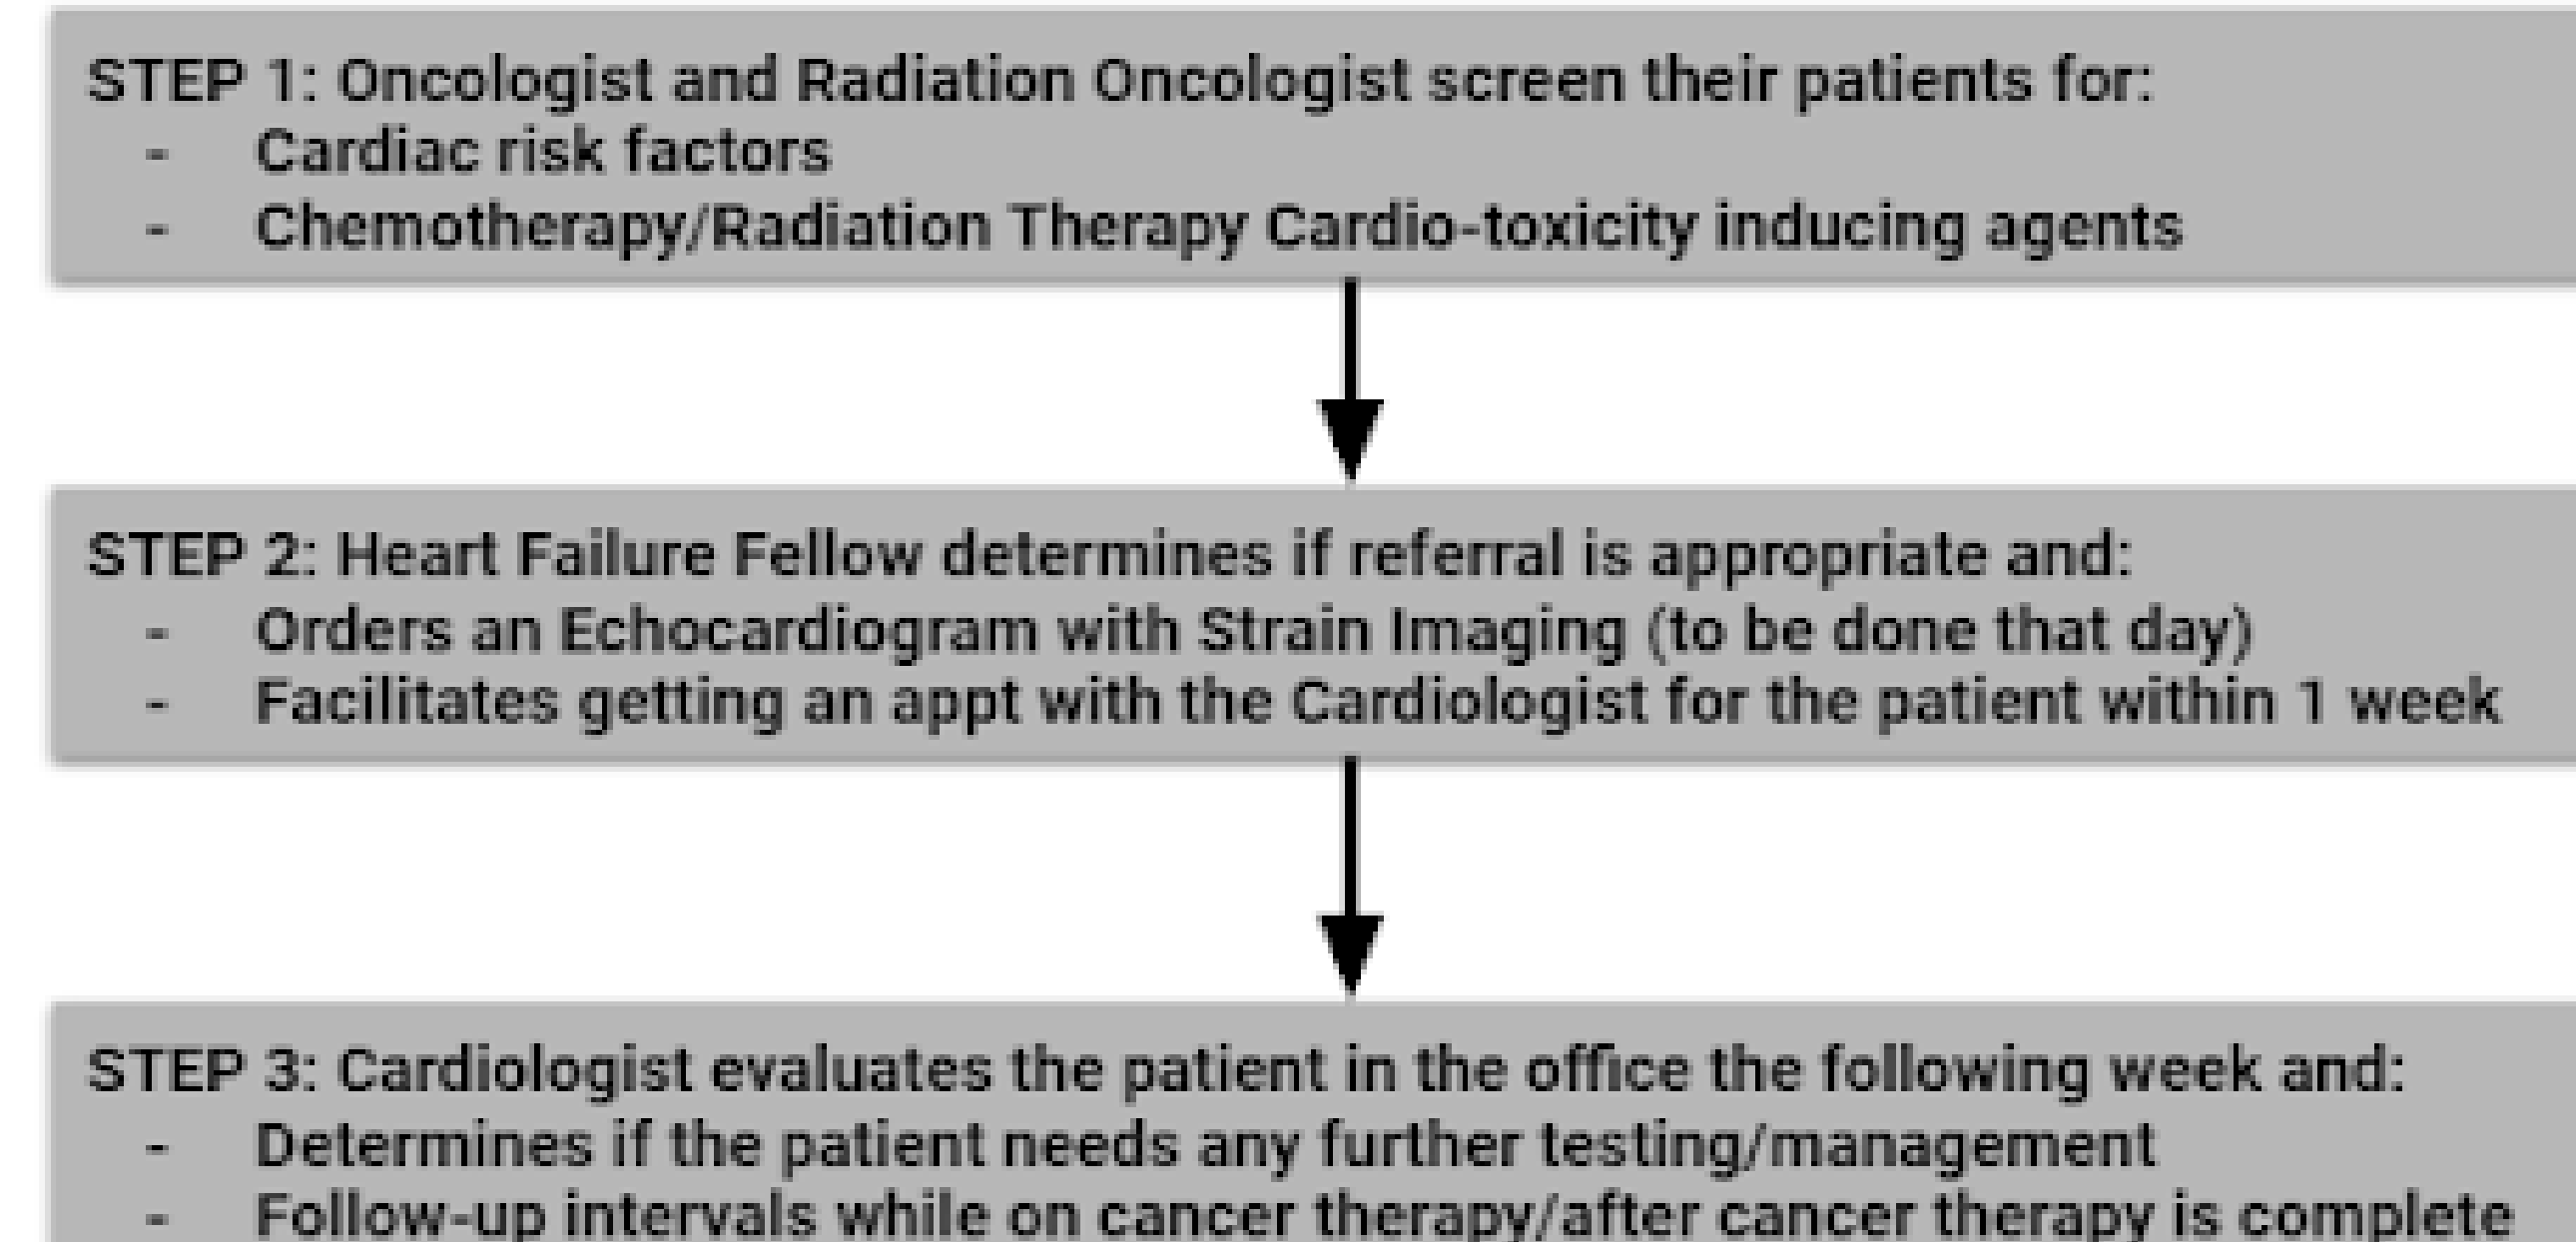 STEP 1: Oncologist and Radiation Oncologist screen their patients for:
- Cardiac risk factors
- Chemotherapy/Radiation Therapy Cardio-toxicity inducing agents
STEP 2: Heart Failure Fellow determines if referral is appropriate and:
- Orders an Echocardiogram with Strain Imaging (to be done that day)
- Facilitates getting an appt with the Cardiologist for the patient within 1 week
STEP 3: Cardiologist evaluates the patient in the office the following week and:
- Determines if the patient needs any further testing/management
- Follow-up intervals while on cancer therapy/after cancer therapy is complete